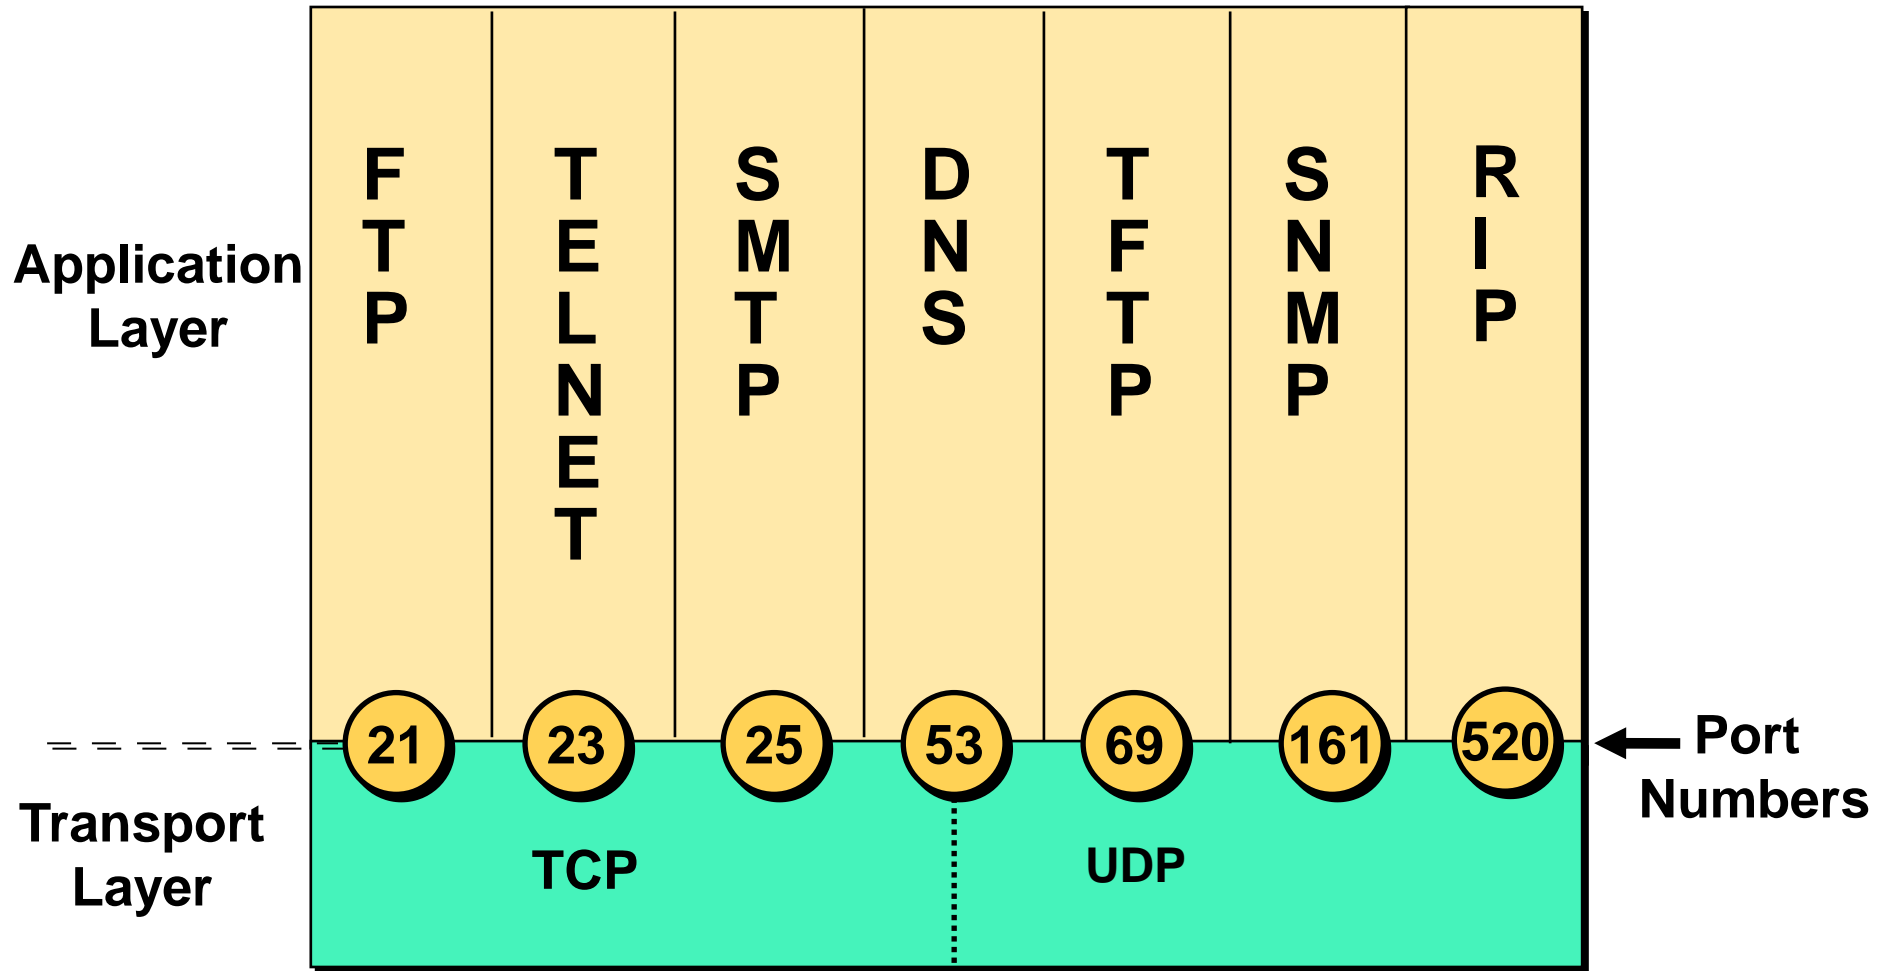 FTP
TELNET
SMTP
DNS
TFTP
SNMP
RIP
Application
Layer
21
23
25
53
69
161
520
Port
Numbers
Transport
Layer
TCP
UDP